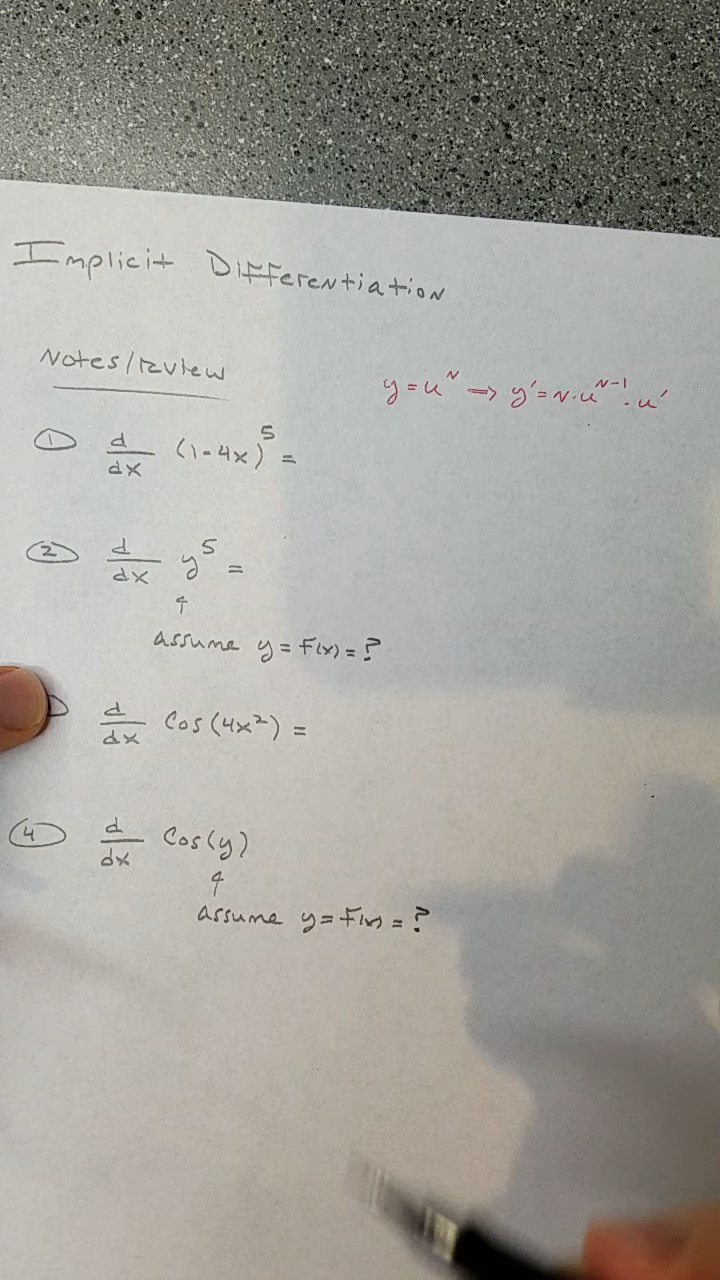 Implicit Differentiation
Notes/review
y = u^N ⇒ y' = N · u^(N-1) · u'
① d/dx (1-4x)^5 =
② d/dx y^5 =
↑
assume y = F(x) = ?
d/dx Cos(4x²) =
④ d/dx Cos(y)
↑
assume y = F(x) = ?